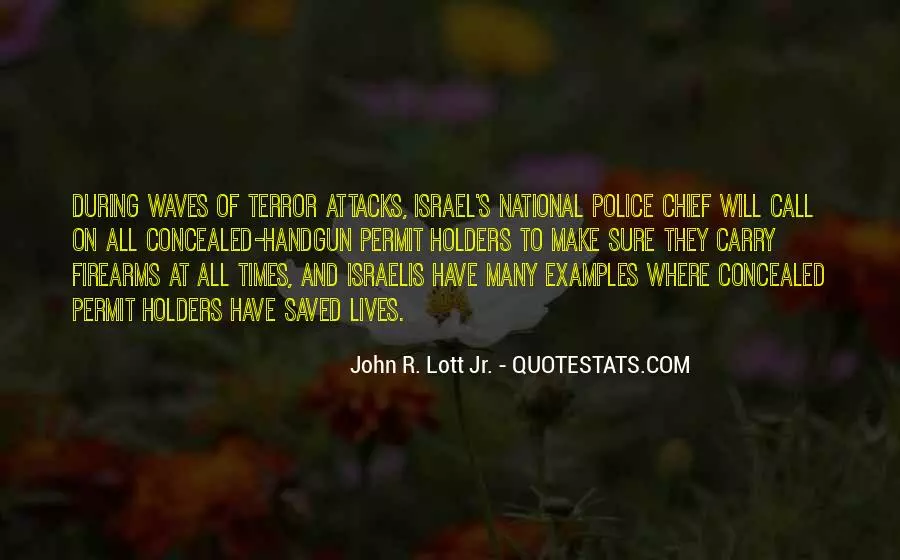 DURING WAVES OF TERROR ATTACKS, ISRAEL'S NATIONAL POLICE CHIEF WILL CALL
ON ALL CONCEALED-HANDGUN PERMIT HOLDERS TO MAKE SURE THEY CARRY
FIREARMS AT ALL TIMES, AND ISRAELIS HAVE MANY EXAMPLES WHERE CONCEALED
PERMIT HOLDERS HAVE SAVED LIVES.
John R. Lott Jr. - QUOTESTATS.COM